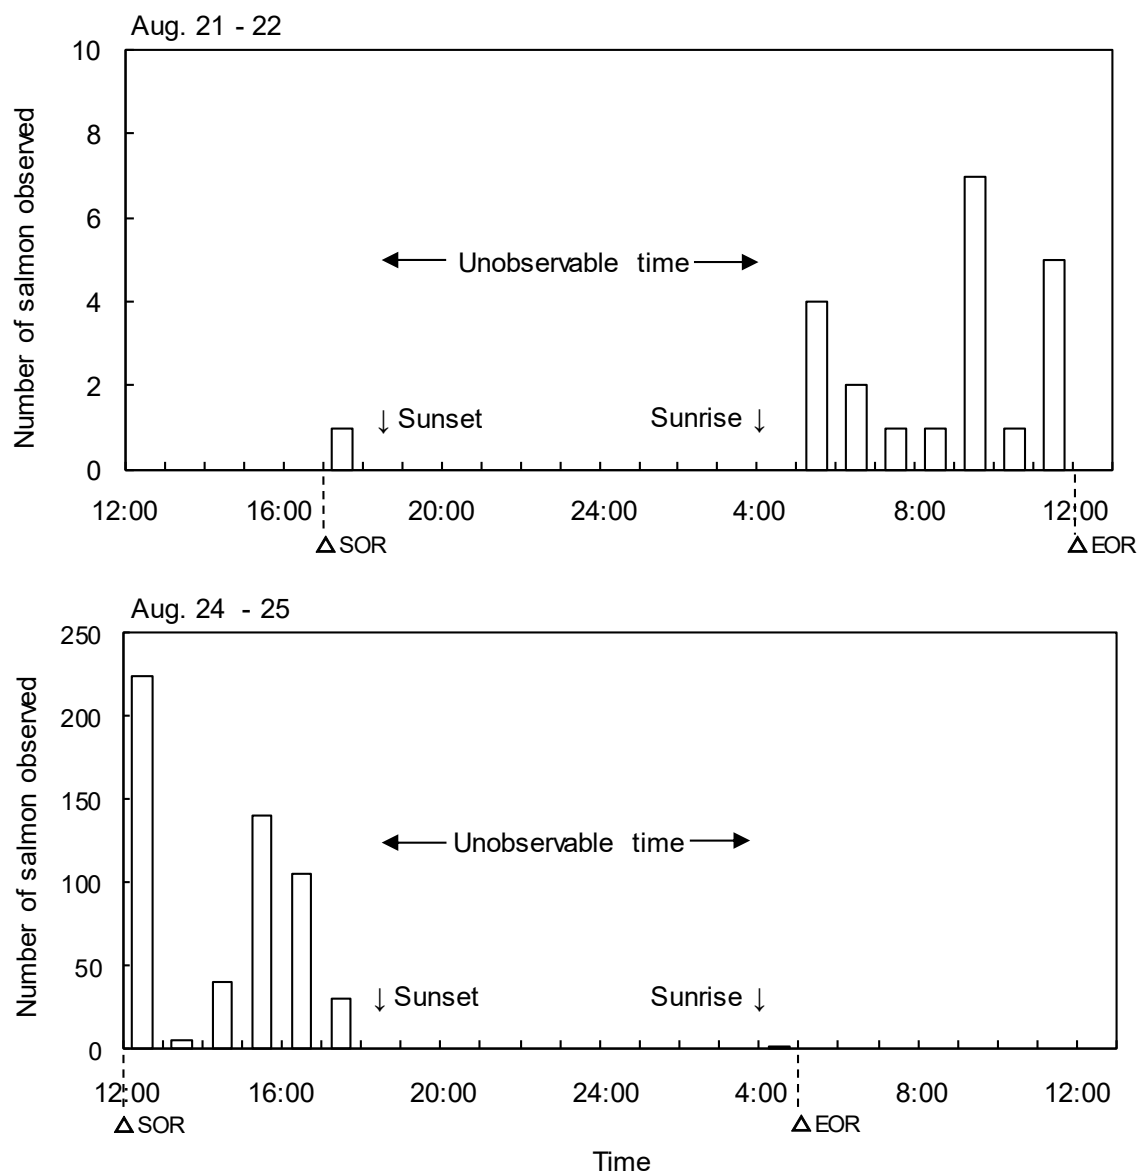 Aug. 21 - 22
Number of salmon observed
10
8
6
4
2
0
← Unobservable time →
↓ Sunset
Sunrise ↓
12:00 16:00 20:00 24:00 4:00 8:00 12:00
△ SOR △ EOR
Aug. 24 - 25
Number of salmon observed
250
200
150
100
50
0
← Unobservable time →
↓ Sunset
Sunrise ↓
12:00 16:00 20:00 24:00 4:00 8:00 12:00
△ SOR △ EOR
Time